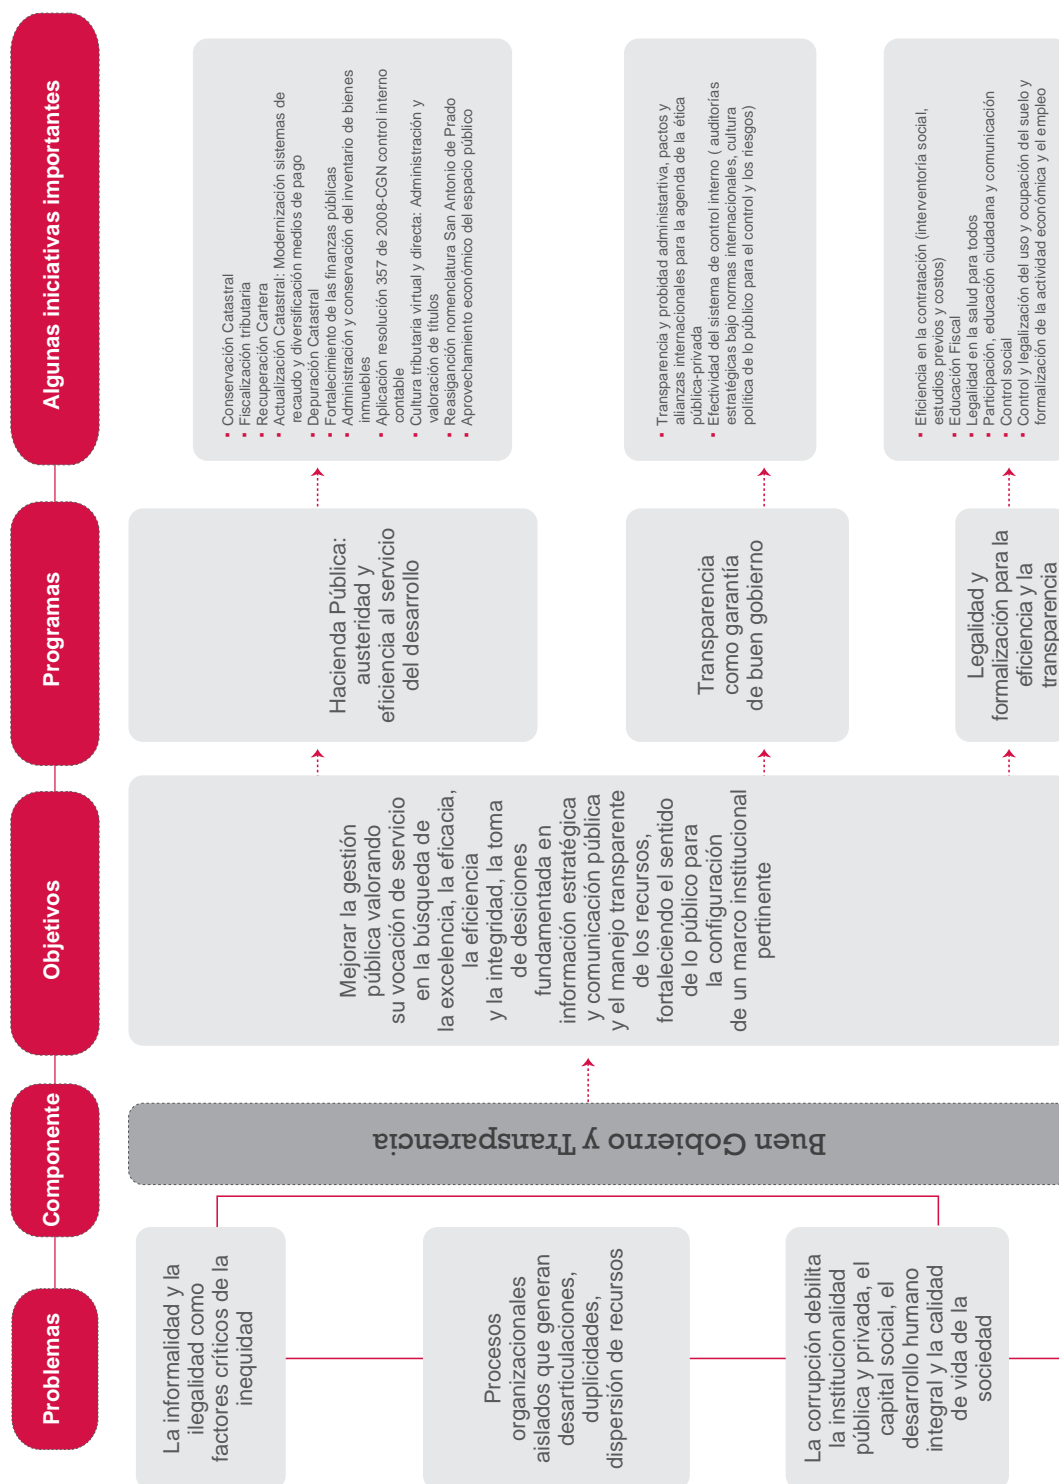 Problemas
Componente
Objetivos
Programas
Algunas iniciativas importantes
La informalidad y la
ilegalidad como
factores críticos de la
inequidad
Procesos
organizacionales
aislados que generan
desarticulaciones,
duplicidades,
dispersión de recursos
La corrupción debilita
la institucionalidad
pública y privada, el
capital social, el
desarrollo humano
integral y la calidad
de vida de la
sociedad
Buen Gobierno y Transparencia
Mejorar la gestión
pública valorando
su vocación de servicio
en la búsqueda de
la excelencia, la eficacia,
la eficiencia
y la integridad, la toma
de desiciones
fundamentada en
información estratégica
y comunicación pública
y el manejo transparente
de los recursos,
fortaleciendo el sentido
de lo público para
la configuración
de un marco institucional
pertinente
Hacienda Pública:
austeridad y
eficiencia al servicio
del desarrollo
Transparencia
como garantía
de buen gobierno
Legalidad y
formalización para la
eficiencia y la
transparencia
Conservación Catastral
Fiscalización tributaria
Recuperación Cartera
Actualización Catastral: Modernización sistemas de
recaudo y diversificación medios de pago
Depuración Catastral
Fortalecimiento de las finanzas públicas
Administración y conservación del inventario de bienes
inmuebles
Aplicación resolución 357 de 2008-CGN control interno
contable
Cultura tributaria virtual y directa: Administración y
valoración de títulos
Reasigancíón nomenclatura San Antonio de Prado
Aprovechamiento económico del espacio público
Transparencia y probidad administartiva, pactos y
alianzas internacionales para la agenda de la ética
pública-privada
Efectividad del sistema de control interno ( auditorías
estratégicas bajo normas internacionales, cultura
política de lo público para el control y los riesgos)
Eficiencia en la contratación (interventoría social,
estudios previos y costos)
Educación Fiscal
Legalidad en la salud para todos
Participación, educación ciudadana y comunicación
Control social
Control y legalización del uso y ocupación del suelo y
formalización de la actividad económica y el empleo